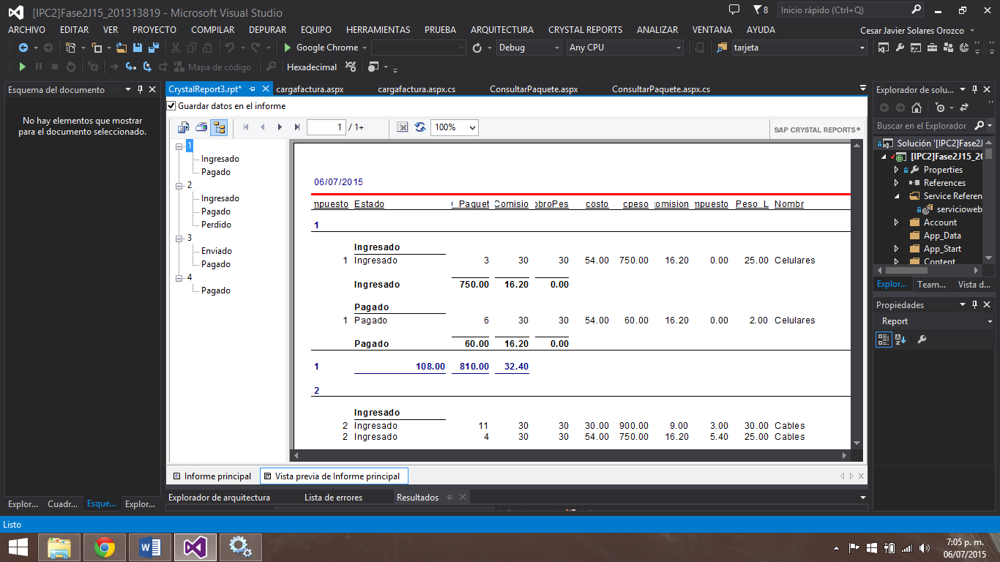 [IPC2]Fase2J15_201313819 - Microsoft Visual Studio
8
Inicio rápido (Ctrl+Q)
ARCHIVO EDITAR VER PROYECTO COMPILAR DEPURAR EQUIPO HERRAMIENTAS PRUEBA ARQUITECTURA CRYSTAL REPORTS ANALIZAR VENTANA AYUDA
Cesar Javier Solares Orozco
Google Chrome Debug Any CPU tarjeta
Mapa de código Hexadecimal
Esquema del documento
No hay elementos que mostrar
para el documento seleccionado.
CrystalReport3.rpt* cargafactura.aspx cargafactura.aspx.cs ConsultarPaquete.aspx ConsultarPaquete.aspx.cs
Guardar datos en el informe
1 / 1+ 100%
SAP CRYSTAL REPORTS®
1
Ingresado
Pagado
2
Ingresado
Pagado
Perdido
3
Enviado
Pagado
4
Pagado
06/07/2015
mpuesto Estado Paquet Comisio obroPes costo cpeso omision mpuesto Peso_L Nombr
1
Ingresado
1 Ingresado 3 30 30 54.00 750.00 16.20 0.00 25.00 Celulares
Ingresado 750.00 16.20 0.00
Pagado
1 Pagado 6 30 30 54.00 60.00 16.20 0.00 2.00 Celulares
Pagado 60.00 16.20 0.00
1 108.00 810.00 32.40
2
Ingresado
2 Ingresado 11 30 30 30.00 900.00 9.00 3.00 30.00 Cables
2 Ingresado 4 30 30 54.00 750.00 16.20 5.40 25.00 Cables
Informe principal Vista previa de Informe principal
Explorador de solu...
Buscar en el Explorador
Solución '[IPC2]Fase2J
[IPC2]Fase2J15_20
Properties
References
Service Referen
servicioweb
Account
App_Data
App_Start
Content
Explor... Team... Vista d...
Propiedades
Report
Explor... Cuadr... Esque... Explor...
Explorador de arquitectura Lista de errores Resultados
Listo
7:05 p. m.
06/07/2015